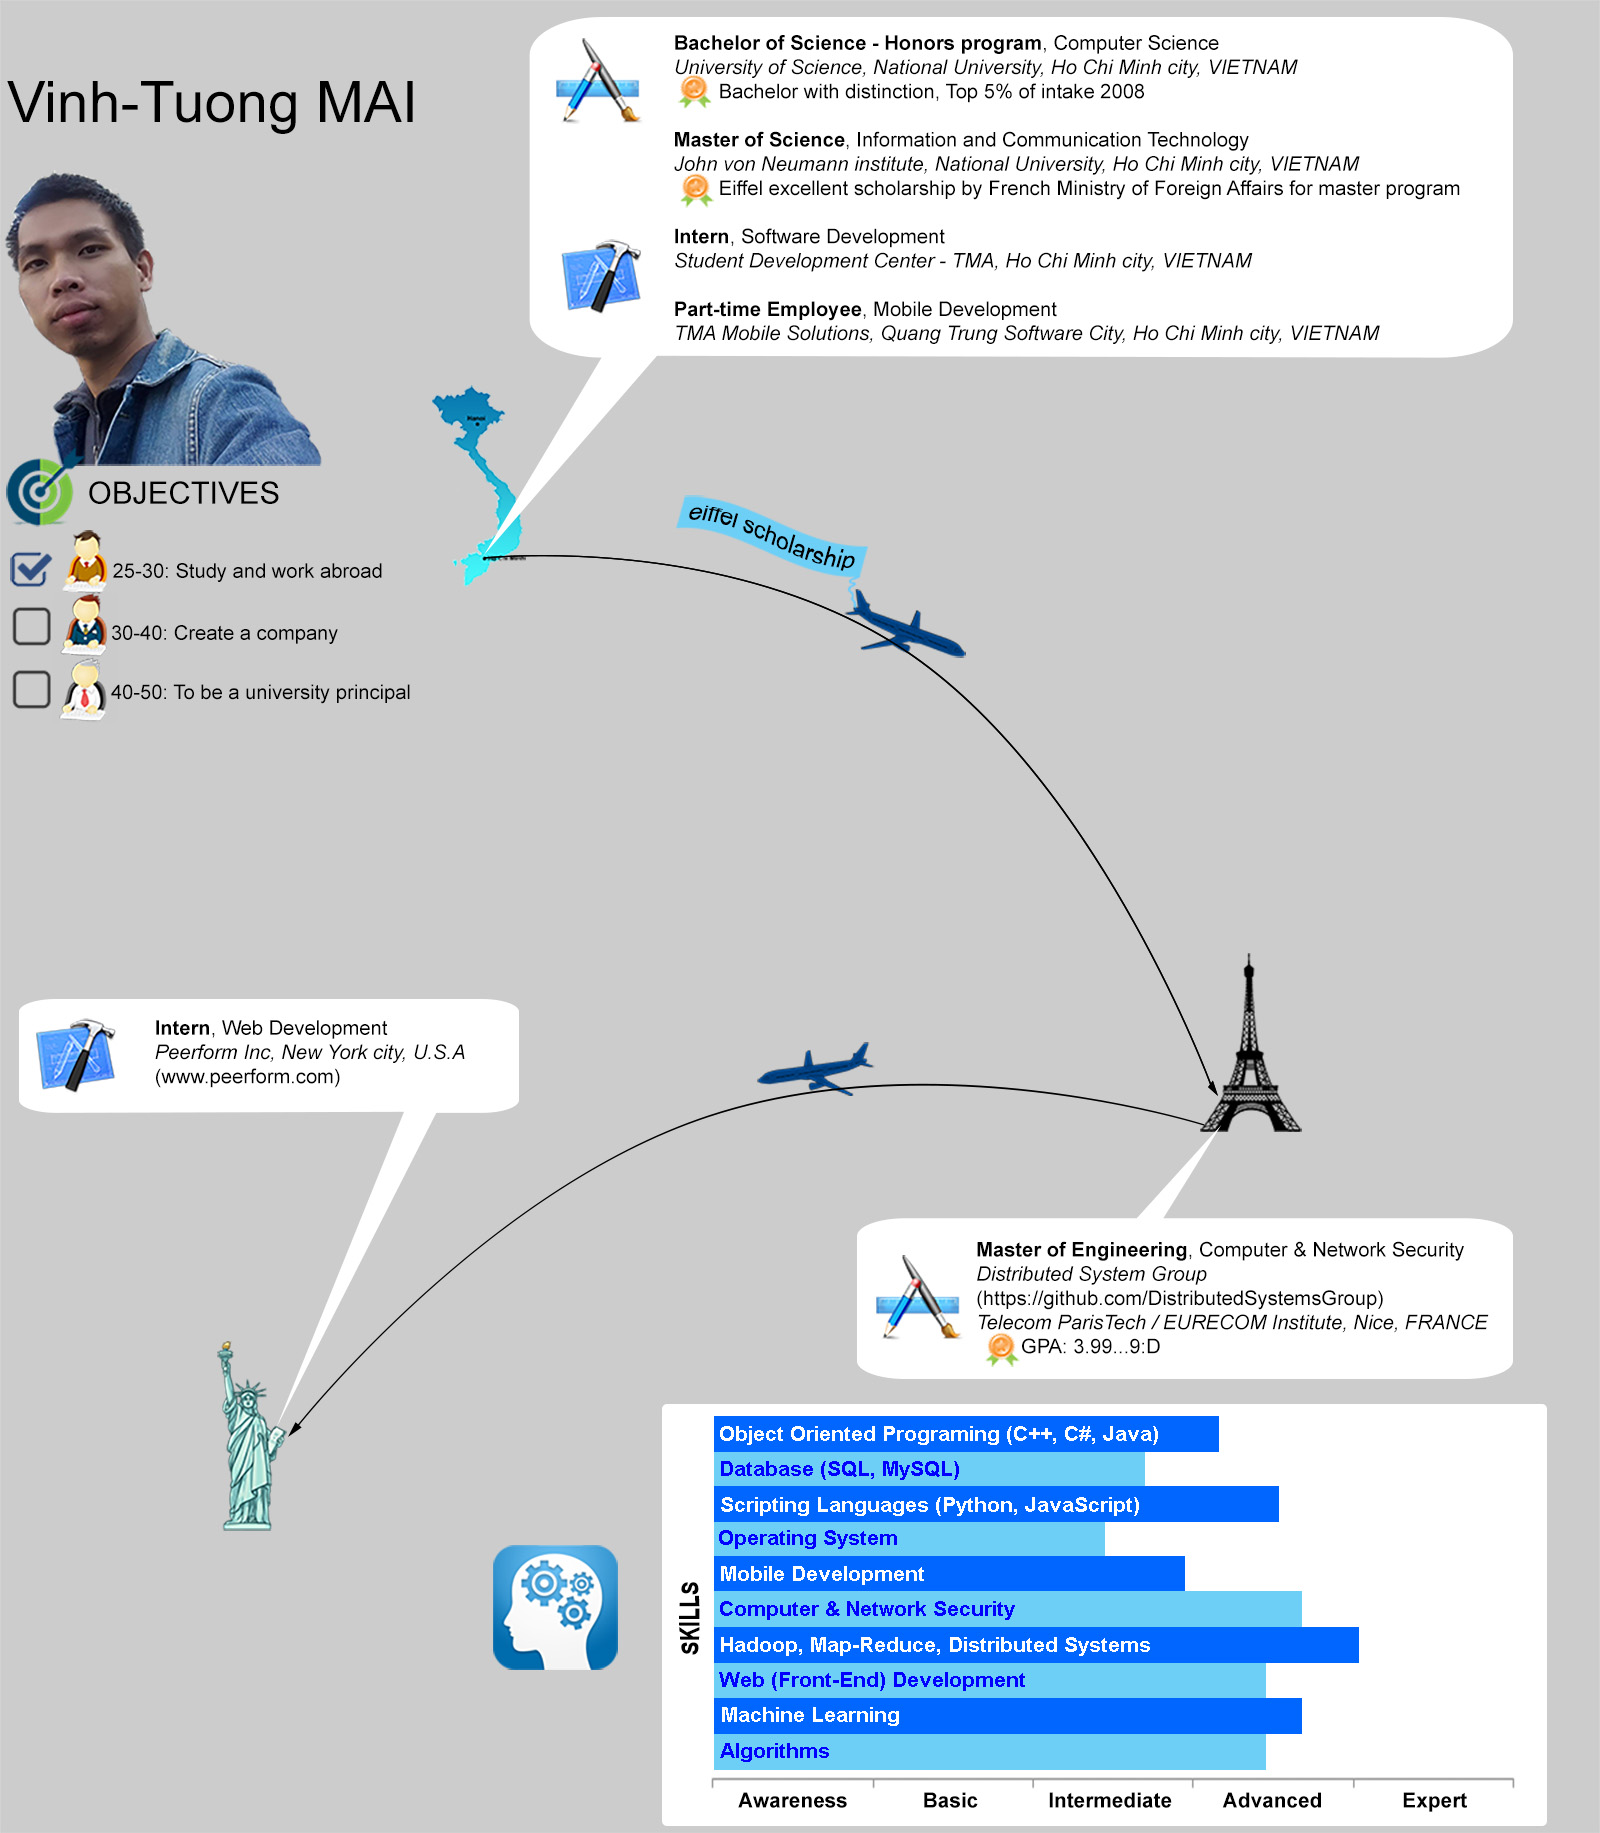 Vinh-Tuong MAI
Bachelor of Science - Honors program, Computer Science
University of Science, National University, Ho Chi Minh city, VIETNAM
Bachelor with distinction, Top 5% of intake 2008
Master of Science, Information and Communication Technology
John von Neumann institute, National University, Ho Chi Minh city, VIETNAM
Eiffel excellent scholarship by French Ministry of Foreign Affairs for master program
Intern, Software Development
Student Development Center - TMA, Ho Chi Minh city, VIETNAM
Part-time Employee, Mobile Development
TMA Mobile Solutions, Quang Trung Software City, Ho Chi Minh city, VIETNAM
Hanoi
OBJECTIVES
25-30: Study and work abroad
30-40: Create a company
40-50: To be a university principal
eiffel scholarship
Intern, Web Development
Peerform Inc, New York city, U.S.A
(www.peerform.com)
Master of Engineering, Computer & Network Security
Distributed System Group
(https://github.com/DistributedSystemsGroup)
Telecom ParisTech / EURECOM Institute, Nice, FRANCE
GPA: 3.99...9:D
SKILLS
Object Oriented Programing (C++, C#, Java)
Database (SQL, MySQL)
Scripting Languages (Python, JavaScript)
Operating System
Mobile Development
Computer & Network Security
Hadoop, Map-Reduce, Distributed Systems
Web (Front-End) Development
Machine Learning
Algorithms
Awareness Basic Intermediate Advanced Expert